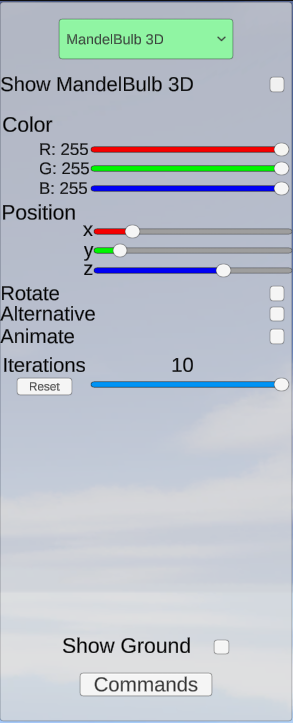 MandelBulb 3D
Show MandelBulb 3D
Color
R: 255
G: 255
B: 255
Position
x
y
z
Rotate
Alternative
Animate
Iterations 10
Reset
Show Ground
Commands